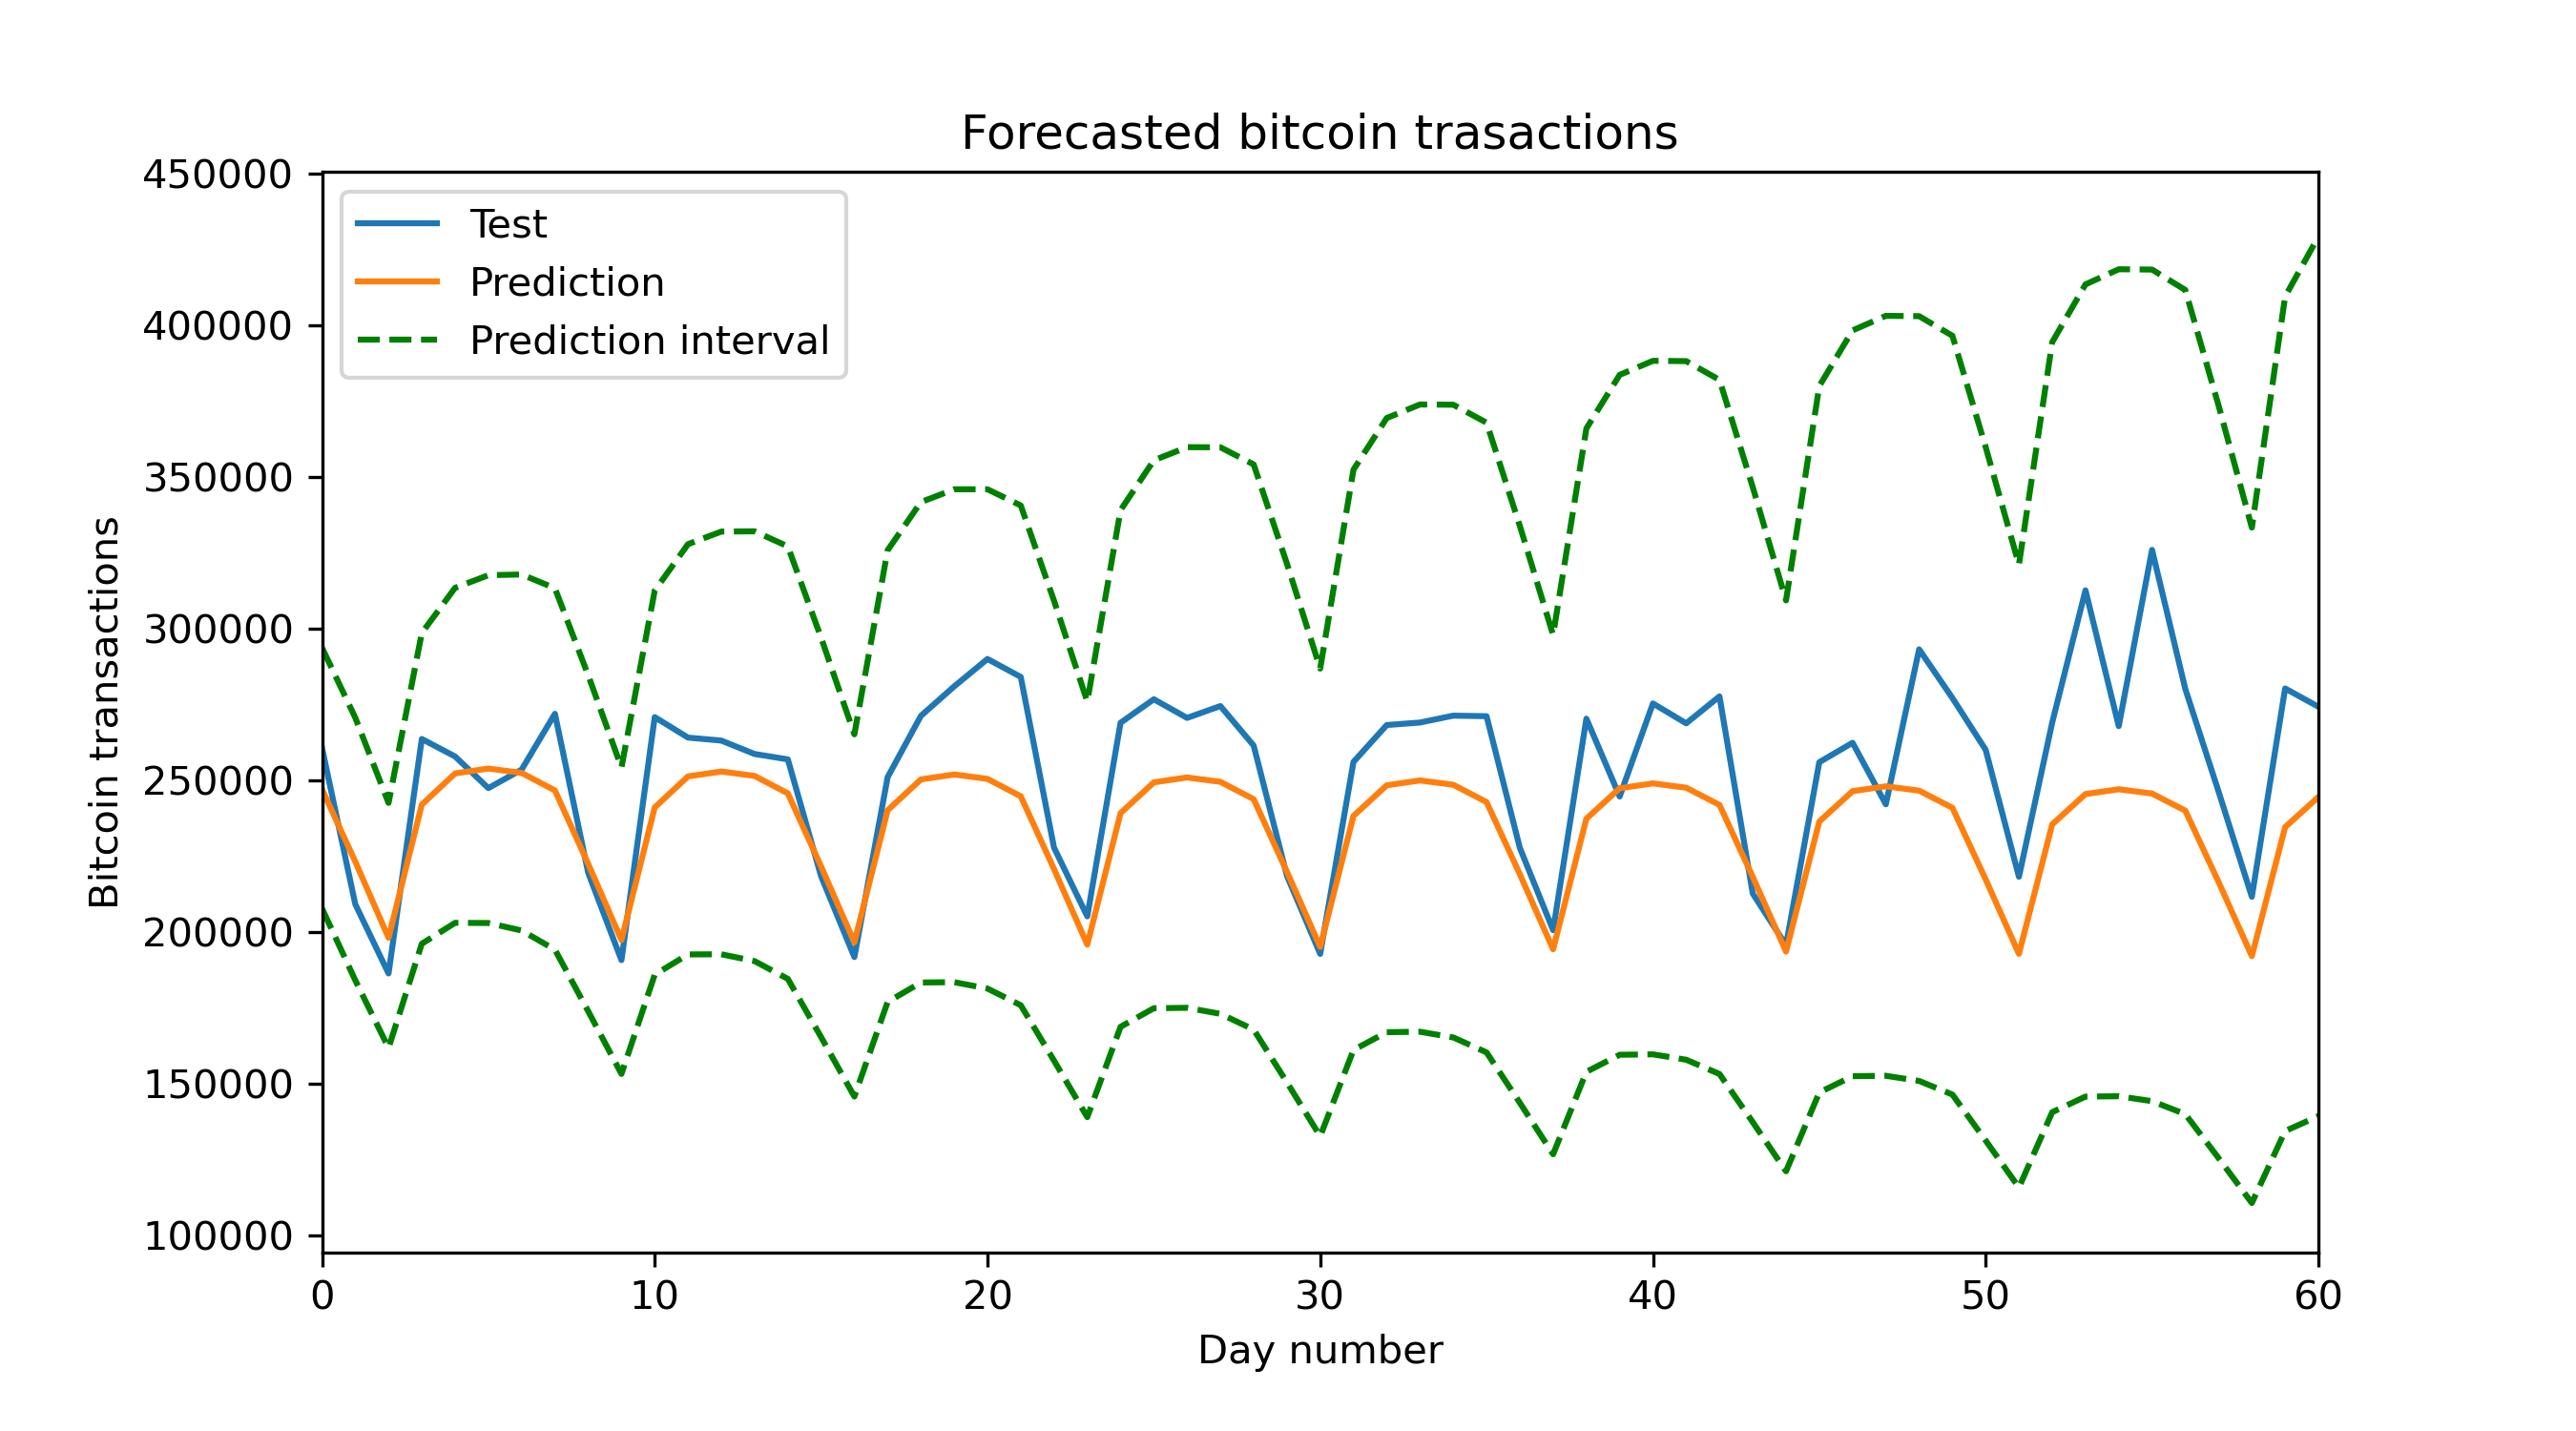 Forecasted bitcoin trasactions
450000
400000
350000
300000
250000
200000
150000
100000
Bitcoin transactions
Test
Prediction
Prediction interval
0 10 20 30 40 50 60
Day number